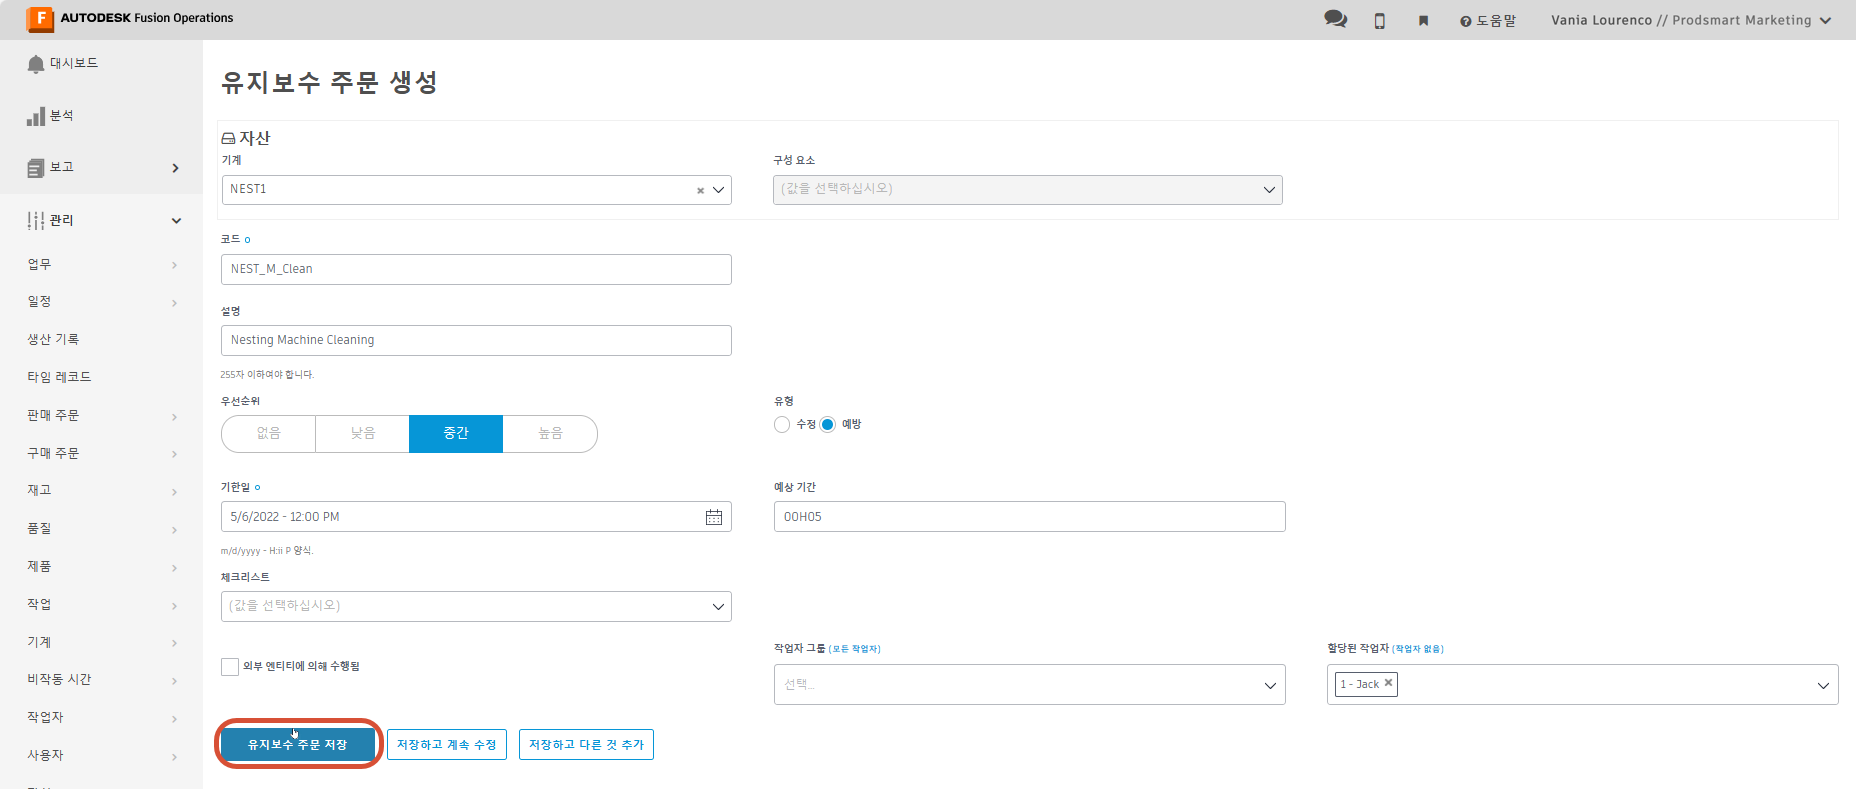 AUTODESK Fusion Operations
도움말
Vania Lourenco // Prodsmart Marketing
대시보드
분석
보고
관리
업무
일정
생산 기록
타임 레코드
판매 주문
구매 주문
재고
품질
제품
작업
기계
비작동 시간
작업자
사용자
유지보수 주문 생성
자산
기계
구성 요소
NEST1
(값을 선택하십시오)
코드
NEST_M_Clean
설명
Nesting Machine Cleaning
255자 이하여야 합니다.
우선순위
유형
없음 낮음 중간 높음
수정 예방
기한일
예상 기간
5/6/2022 - 12:00 PM
00H05
m/d/yyyy - H:ii P 양식.
체크리스트
(값을 선택하십시오)
외부 엔티티에 의해 수행됨
작업자 그룹 (모든 작업자)
할당된 작업자 (작업자 없음)
선택...
1 - Jack
유지보수 주문 저장
저장하고 계속 수정
저장하고 다른 것 추가